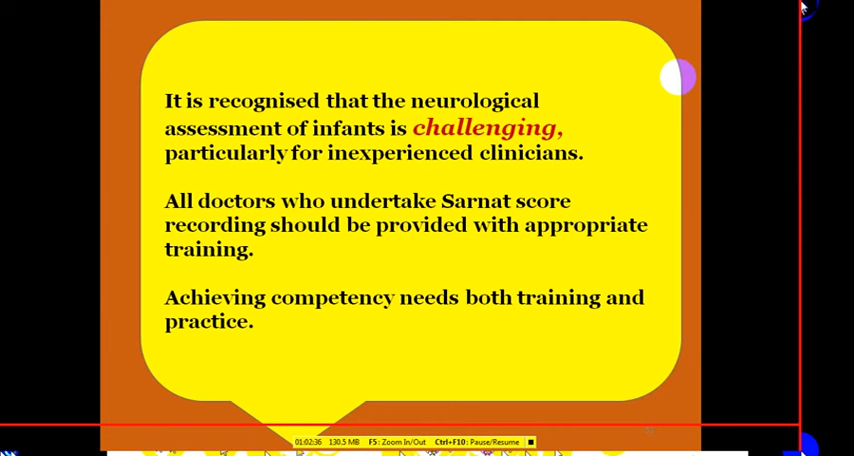 It is recognised that the neurological
assessment of infants is challenging,
particularly for inexperienced clinicians.
All doctors who undertake Sarnat score
recording should be provided with appropriate
training.
Achieving competency needs both training and
practice.
01:02:36 130.5 MB F5: Zoom In/Out Ctrl+F10: Pause/Resume